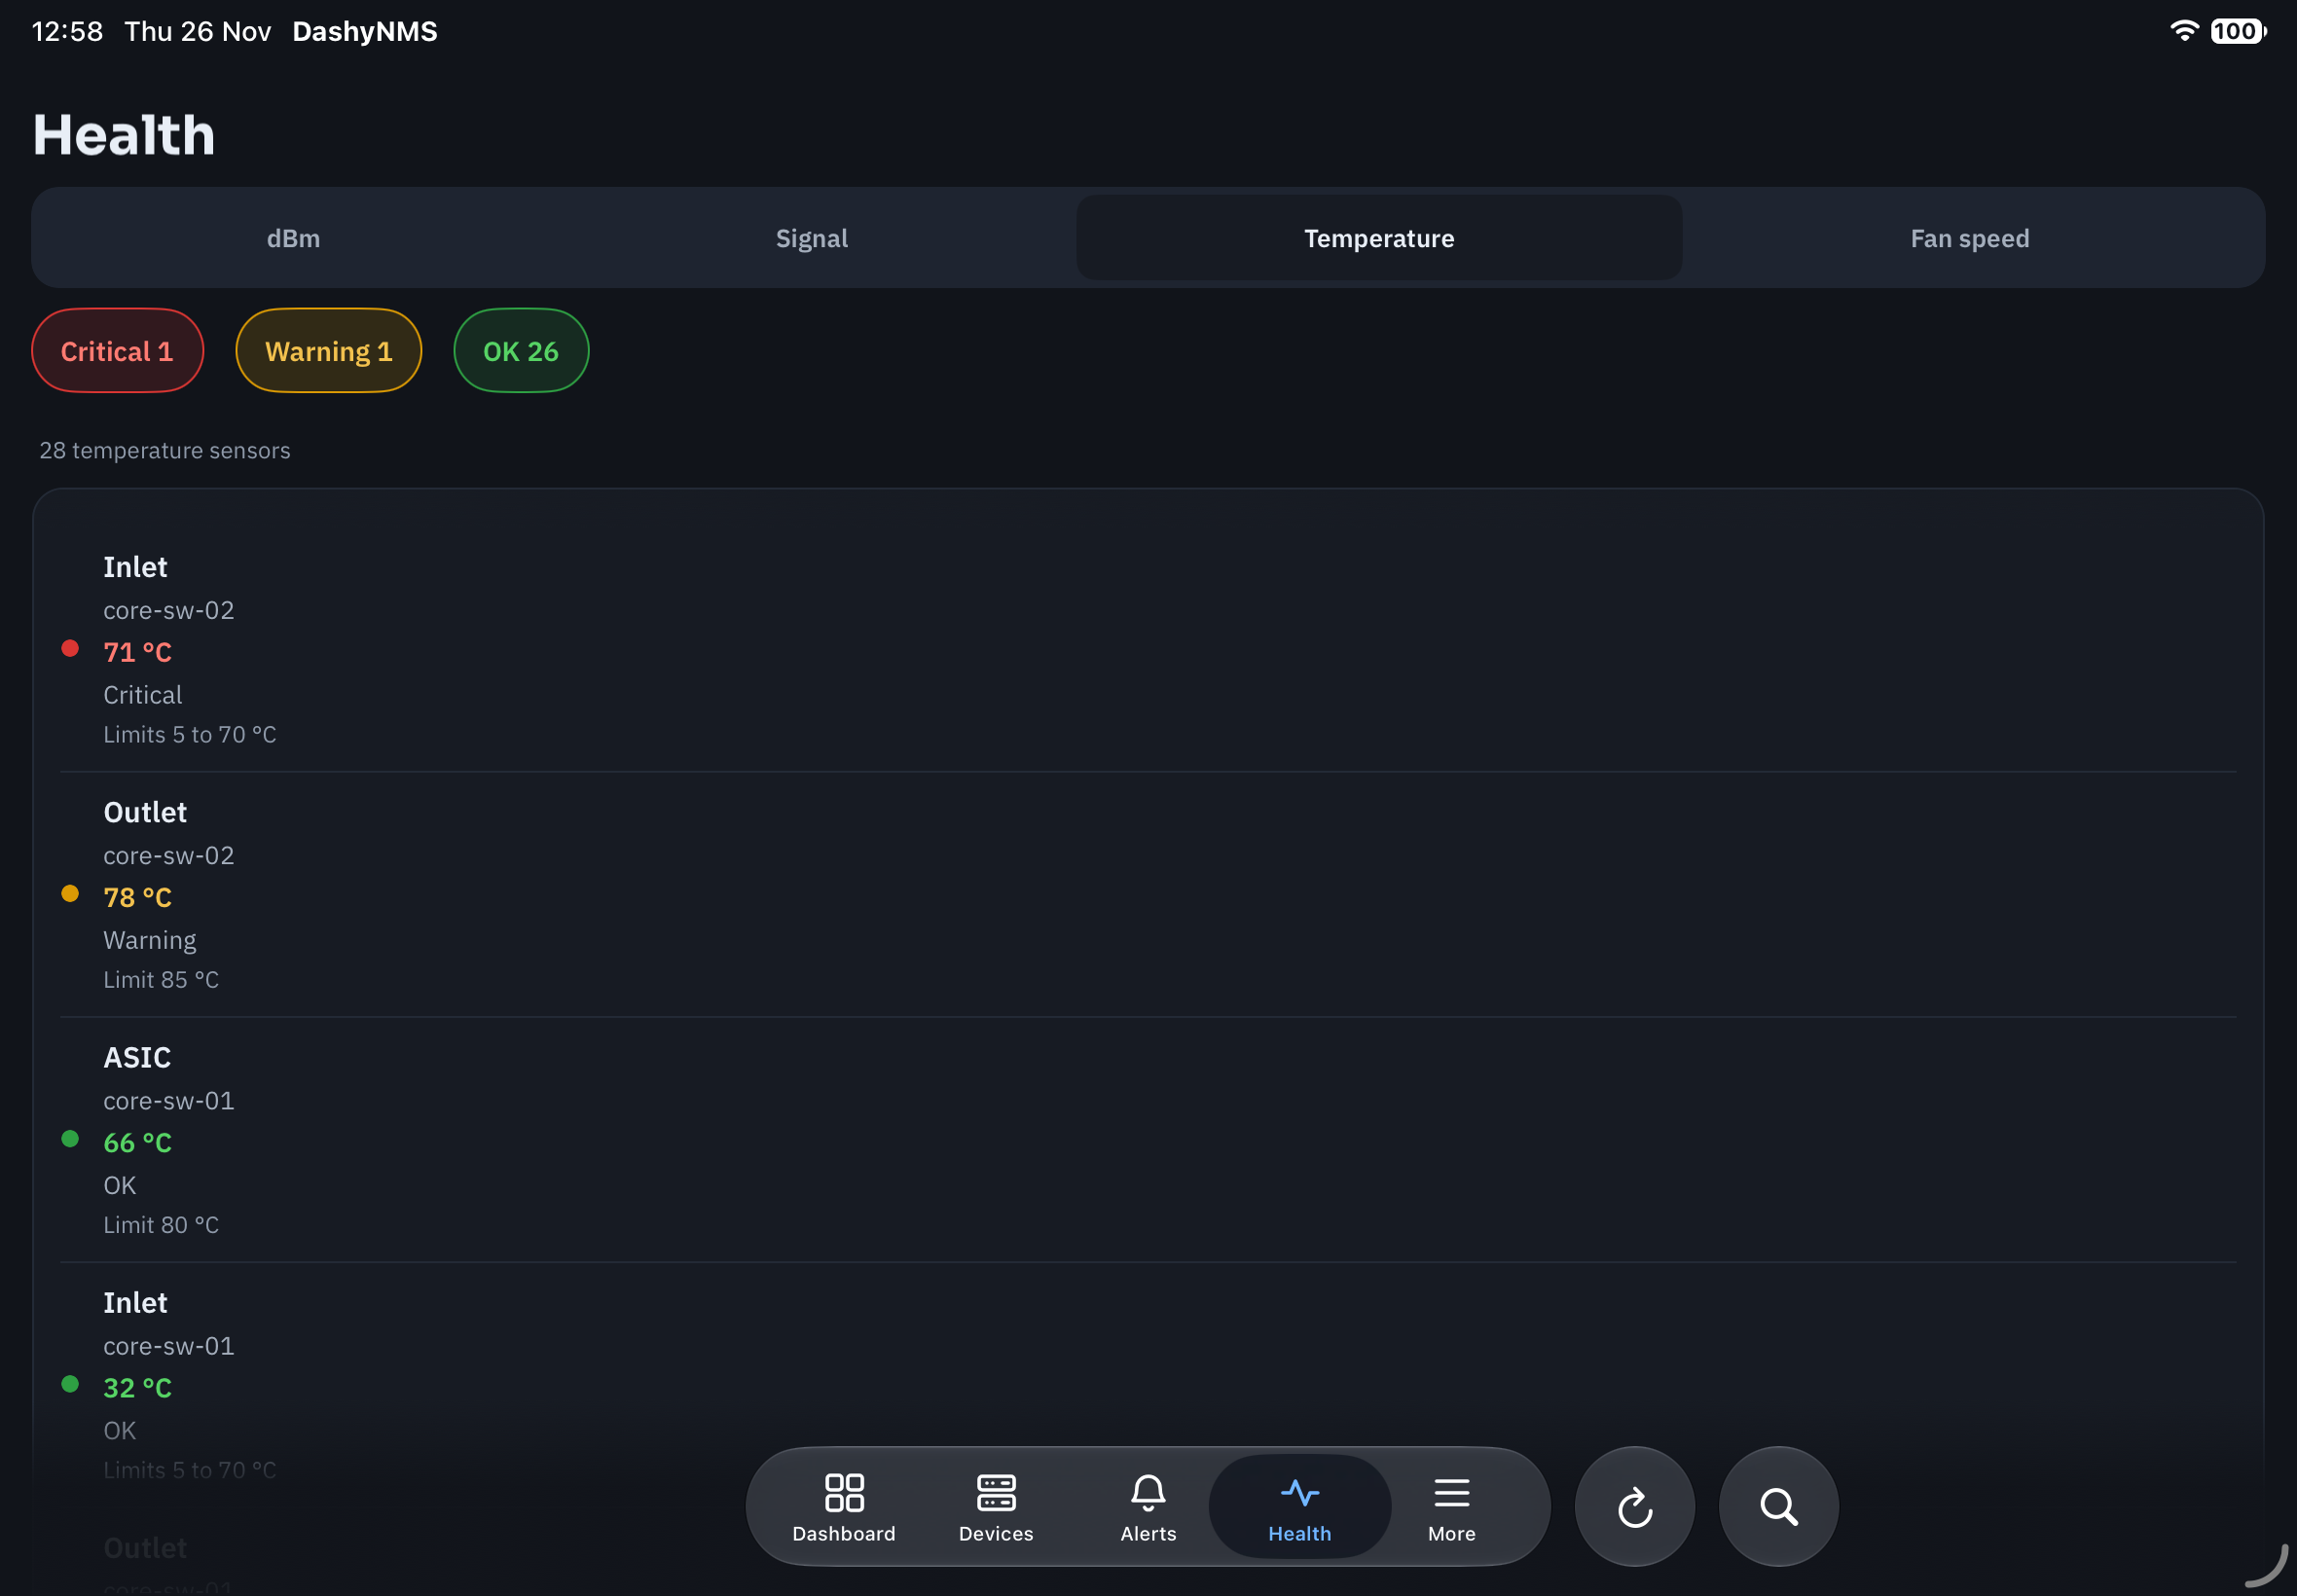 12:58 Thu 26 Nov DashyNMS
100
Health
dBm
Signal
Temperature
Fan speed
Critical 1
Warning 1
OK 26
28 temperature sensors
Inlet
core-sw-02
71 °C
Critical
Limits 5 to 70 °C
Outlet
core-sw-02
78 °C
Warning
Limit 85 °C
ASIC
core-sw-01
66 °C
OK
Limit 80 °C
Inlet
core-sw-01
32 °C
OK
Limits 5 to 70 °C
Outlet
core-sw-01
Dashboard
Devices
Alerts
Health
More